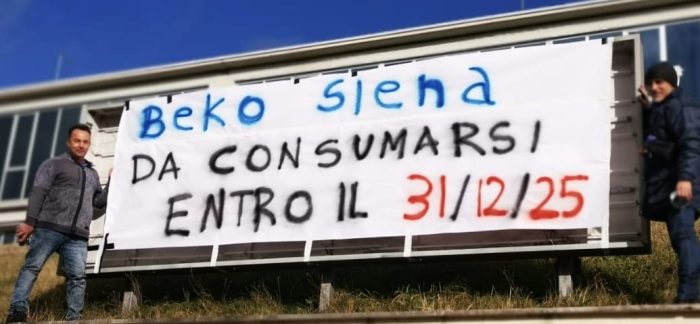 Beko Siena
DA CONSUMARSI
ENTRO IL 31/12/25